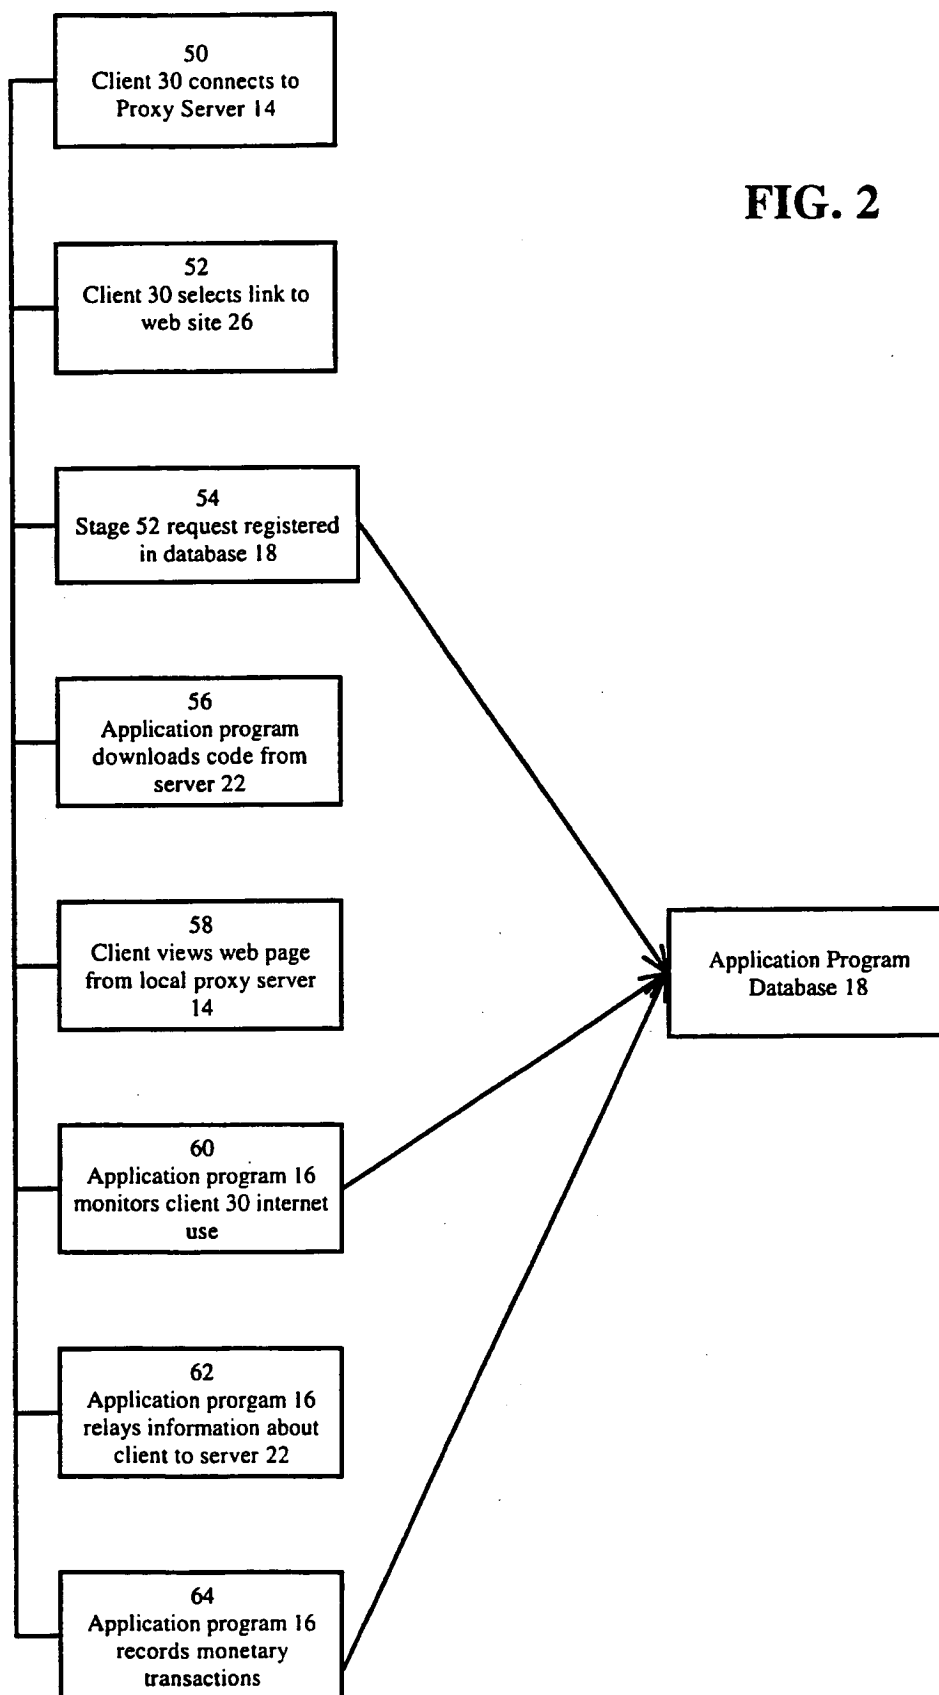 50
Client 30 connects to
Proxy Server 14
FIG. 2
52
Client 30 selects link to
web site 26
54
Stage 52 request registered
in database 18
56
Application program
downloads code from
server 22
58
Client views web page
from local proxy server
14
Application Program
Database 18
60
Application program 16
monitors client 30 internet
use
62
Application prorgam 16
relays information about
client to server 22
64
Application program 16
records monetary
transactions